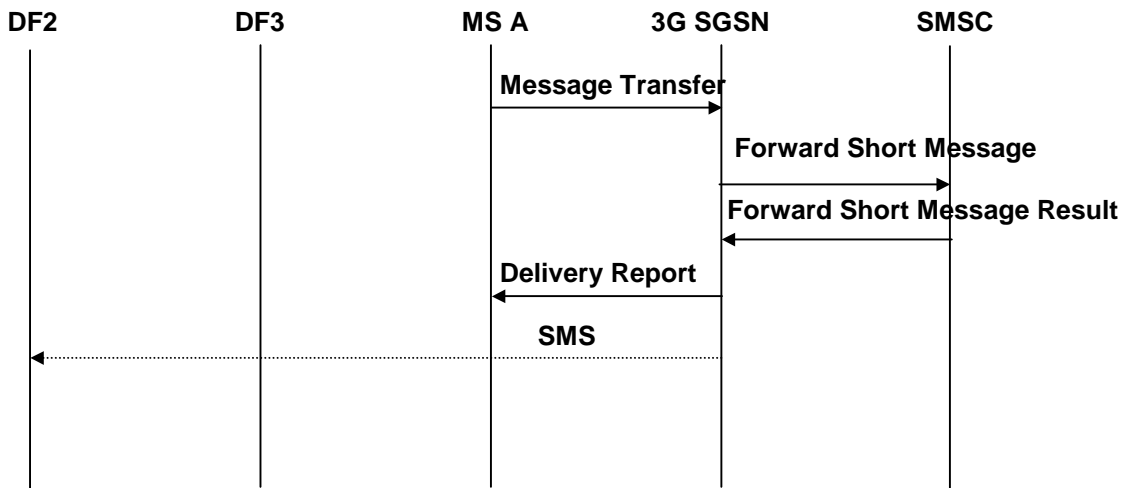 DF2 DF3 MS A 3G SGSN SMSC
Message Transfer
Forward Short Message
Forward Short Message Result
Delivery Report
SMS